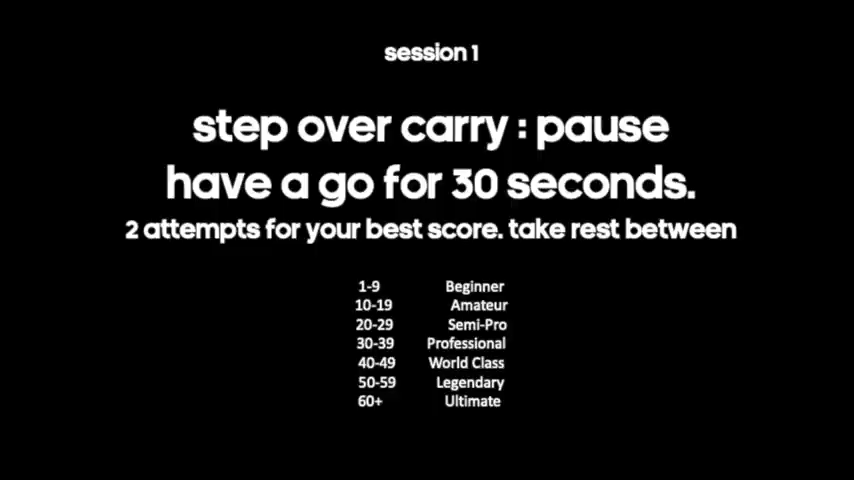 session 1
step over carry : pause
have a go for 30 seconds.
2 attempts for your best score. take rest between
1-9 Beginner
10-19 Amateur
20-29 Semi-Pro
30-39 Professional
40-49 World Class
50-59 Legendary
60+ Ultimate